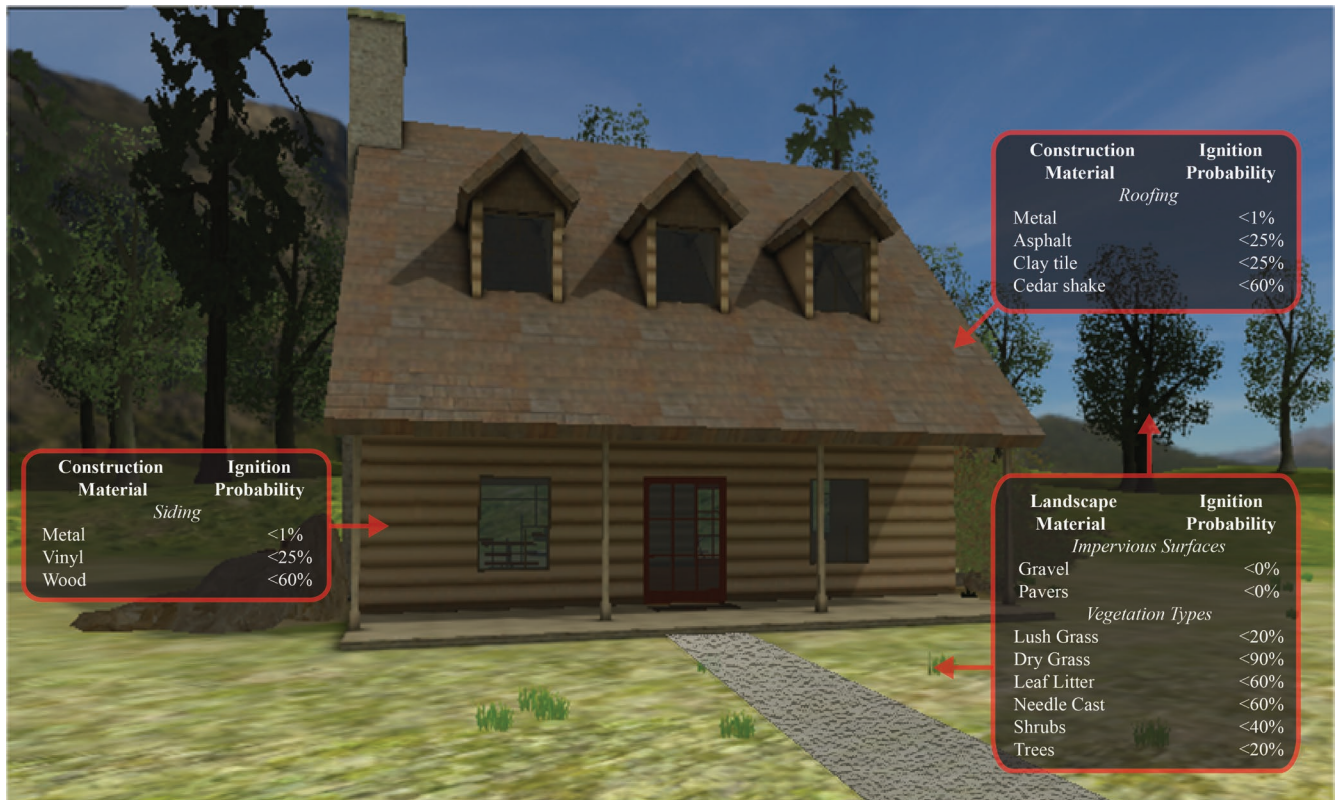 Construction Material Ignition Probability
Roofing
Metal <1%
Asphalt <25%
Clay tile <25%
Cedar shake <60%
Construction Material Ignition Probability
Siding
Metal <1%
Vinyl <25%
Wood <60%
Landscape Material Ignition Probability
Impervious Surfaces
Gravel <0%
Pavers <0%
Vegetation Types
Lush Grass <20%
Dry Grass <90%
Leaf Litter <60%
Needle Cast <60%
Shrubs <40%
Trees <20%